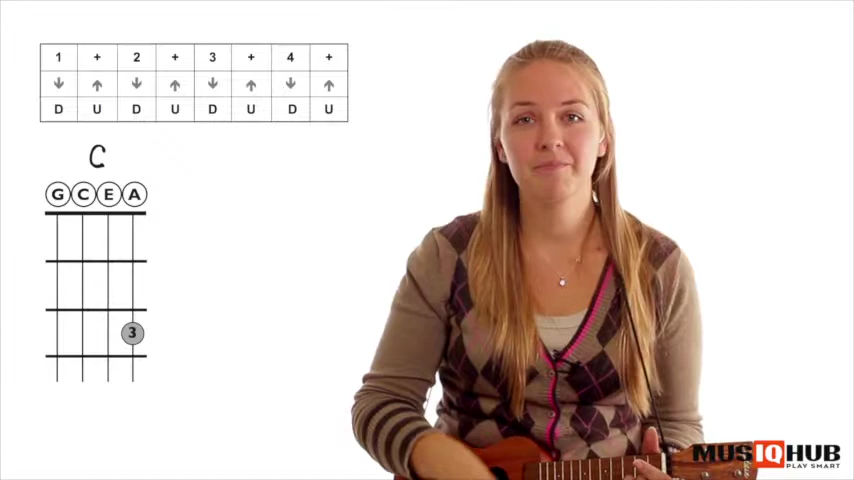 1 + 2 + 3 + 4 +
D U D U D U D U
C
G C E A
3
MUSIQHUB
PLAY SMART